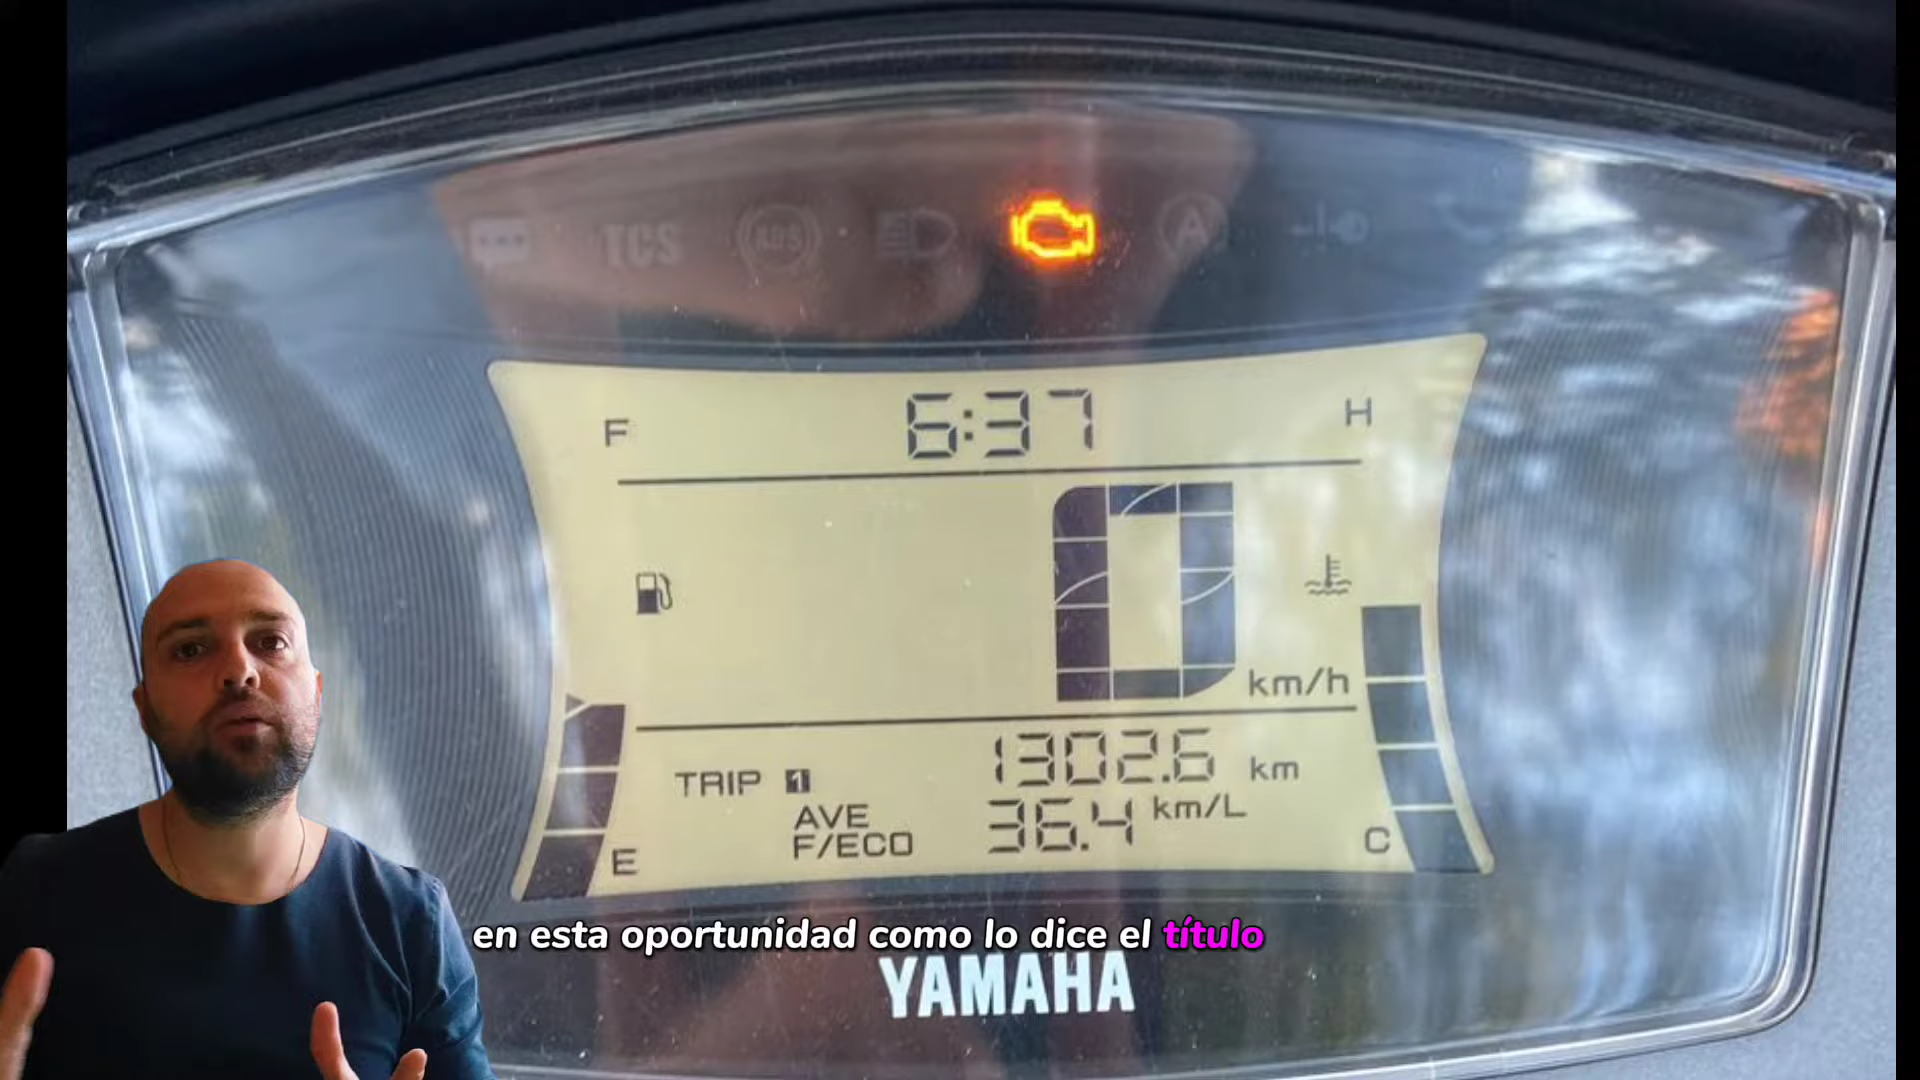 TCS
ABS
A
F
6:37
H
0
km/h
TRIP 1
1302.6 km
AVE
F/ECO
36.4 km/L
E
C
en esta oportunidad como lo dice el título
YAMAHA